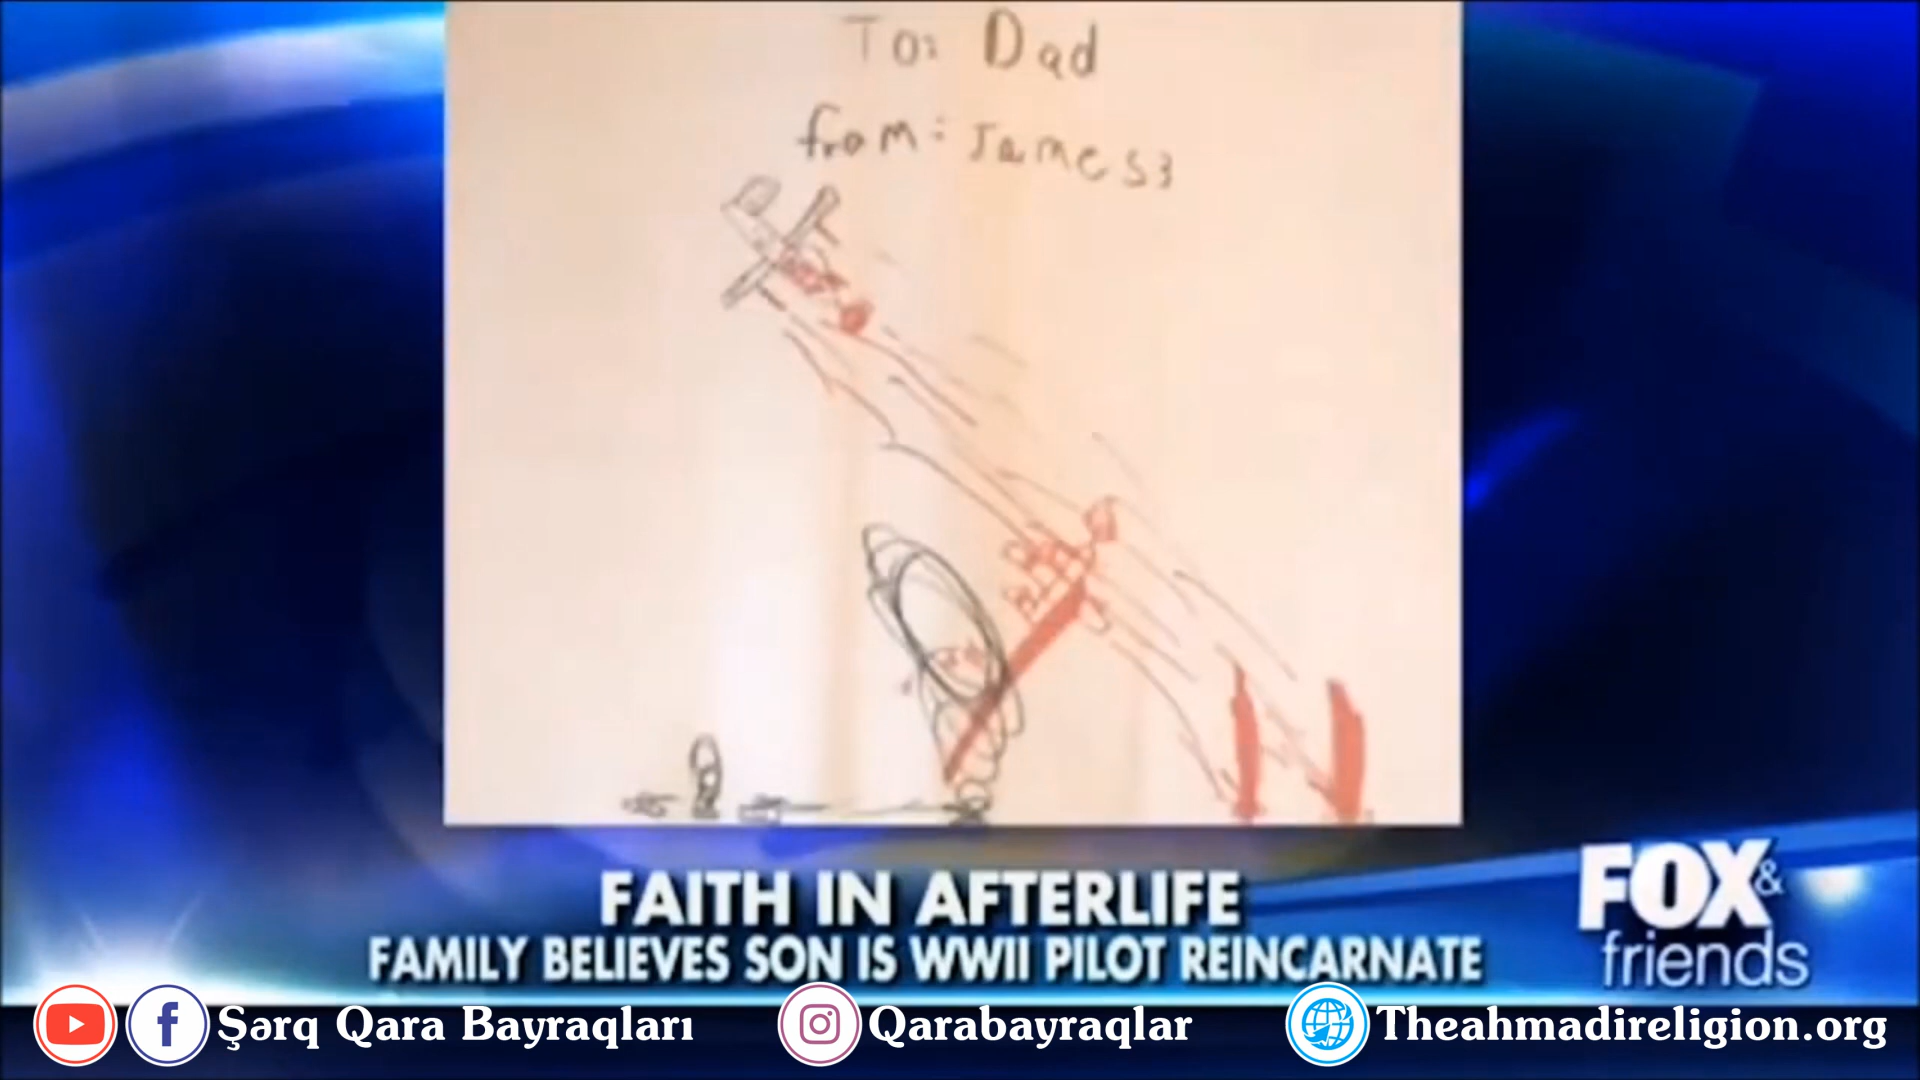 To: Dad
from: James3
FAITH IN AFTERLIFE
FAMILY BELIEVES SON IS WWII PILOT REINCARNATE
FOX &
friends
Şərq Qara Bayraqları
Qarabayraqlar
Theahmadireligion.org